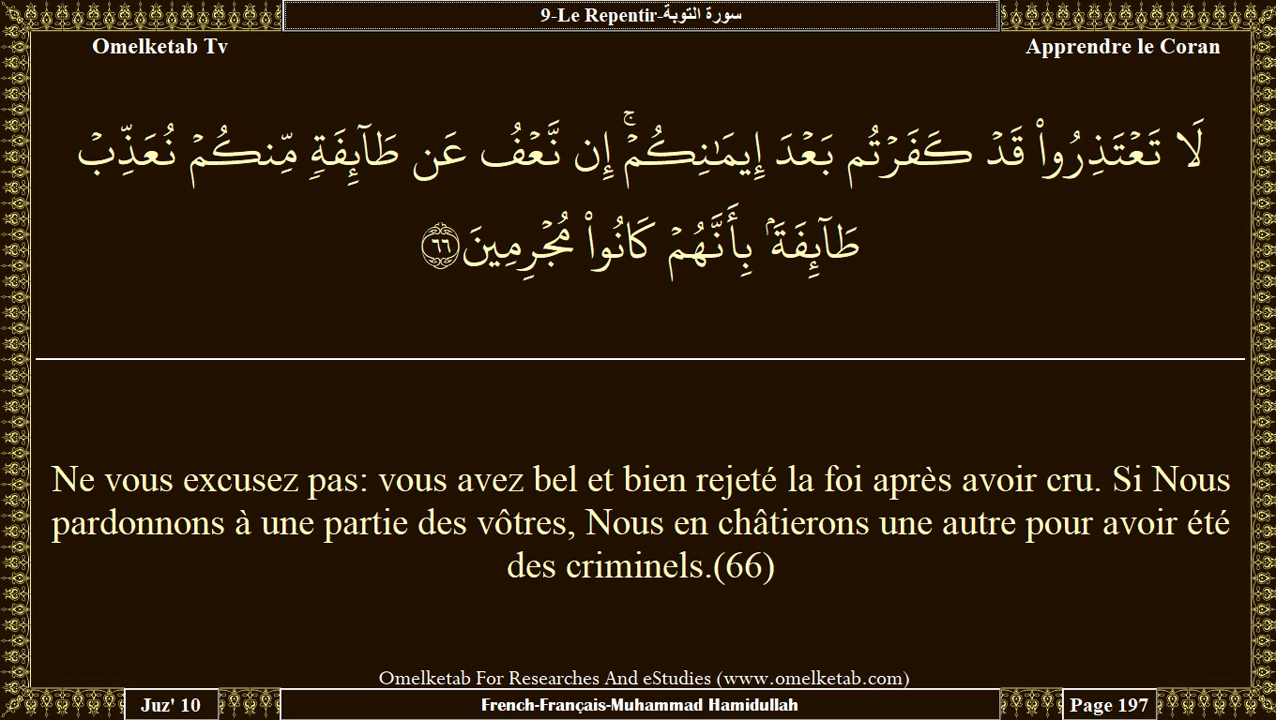 9-Le Repentir-سورة التوبة
Omelketab Tv
Apprendre le Coran
لَا تَعۡتَذِرُواْ قَدۡ كَفَرۡتُم بَعۡدَ إِيمَٰنِكُمۡۚ إِن نَّعۡفُ عَن طَآئِفَةٖ مِّنكُمۡ نُعَذِّبۡ
طَآئِفَةَۢ بِأَنَّهُمۡ كَانُواْ مُجۡرِمِينَ ٦٦
Ne vous excusez pas: vous avez bel et bien rejeté la foi après avoir cru. Si Nous
pardonnons à une partie des vôtres, Nous en châtierons une autre pour avoir été
des criminels.(66)
Omelketab For Researches And eStudies (www.omelketab.com)
Juz' 10
French-Français-Muhammad Hamidullah
Page 197